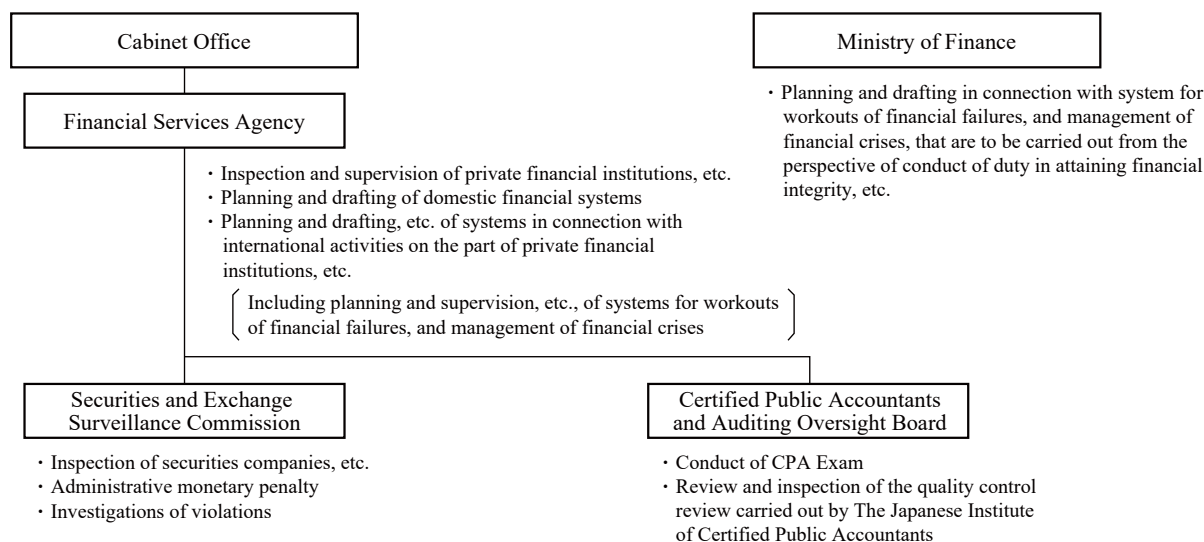 Cabinet Office
Ministry of Finance
Financial Services Agency
・Planning and drafting in connection with system for
workouts of financial failures, and management of
financial crises, that are to be carried out from the
perspective of conduct of duty in attaining financial
integrity, etc.
・Inspection and supervision of private financial institutions, etc.
・Planning and drafting of domestic financial systems
・Planning and drafting, etc. of systems in connection with
international activities on the part of private financial
institutions, etc.
(Including planning and supervision, etc., of systems for workouts
of financial failures, and management of financial crises)
Securities and Exchange
Surveillance Commission
・Inspection of securities companies, etc.
・Administrative monetary penalty
・Investigations of violations
Certified Public Accountants
and Auditing Oversight Board
・Conduct of CPA Exam
・Review and inspection of the quality control
review carried out by The Japanese Institute
of Certified Public Accountants